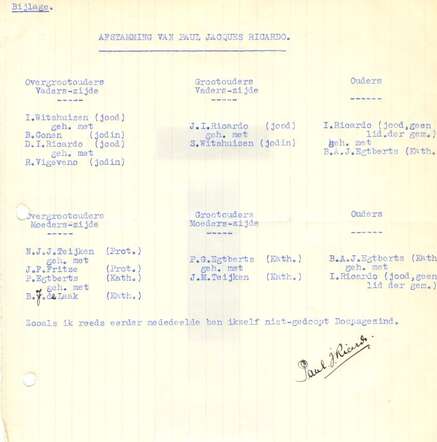 Bijlage.
AFSTAMMING VAN PAUL JACQUES RICARDO.
Overgrootouders Grootouders Ouders
Vaders-zijde Vaders-zijde
----- ----- ------
I.Witshuizen (jood)
geh. met J.I.Ricardo (jood) I.Ricardo (jood,geen
B.Conen (jodin) geh. met lid der gem.)
D.I.Ricardo (jood) S.Witshuizen (jodin) geh. met
geh. met B.A.J.Egtberts (Kath.
R.Vigeveno (jodin)
Overgrootouders Grootouders Ouders
Moeders-zijde Moeders-zijde
----- ----- ------
N.J.J.Teijken (Prot.)
geh. met P.G.Egtberts (Kath.) B.A.J.Egtberts (Kath.
J.F.Fritze (Prot.) geh. met geh. met
P.Egtberts (Kath.) J.M.Teijken (Kath.) I.Ricardo (jood,geen
geh. met lid der gem.)
B.J.de Laak (Kath.)
Zooals ik reeds eerder mededeelde ben ikzelf niet-gedoopt Doopsgezind.
Paul J. Ricardo.